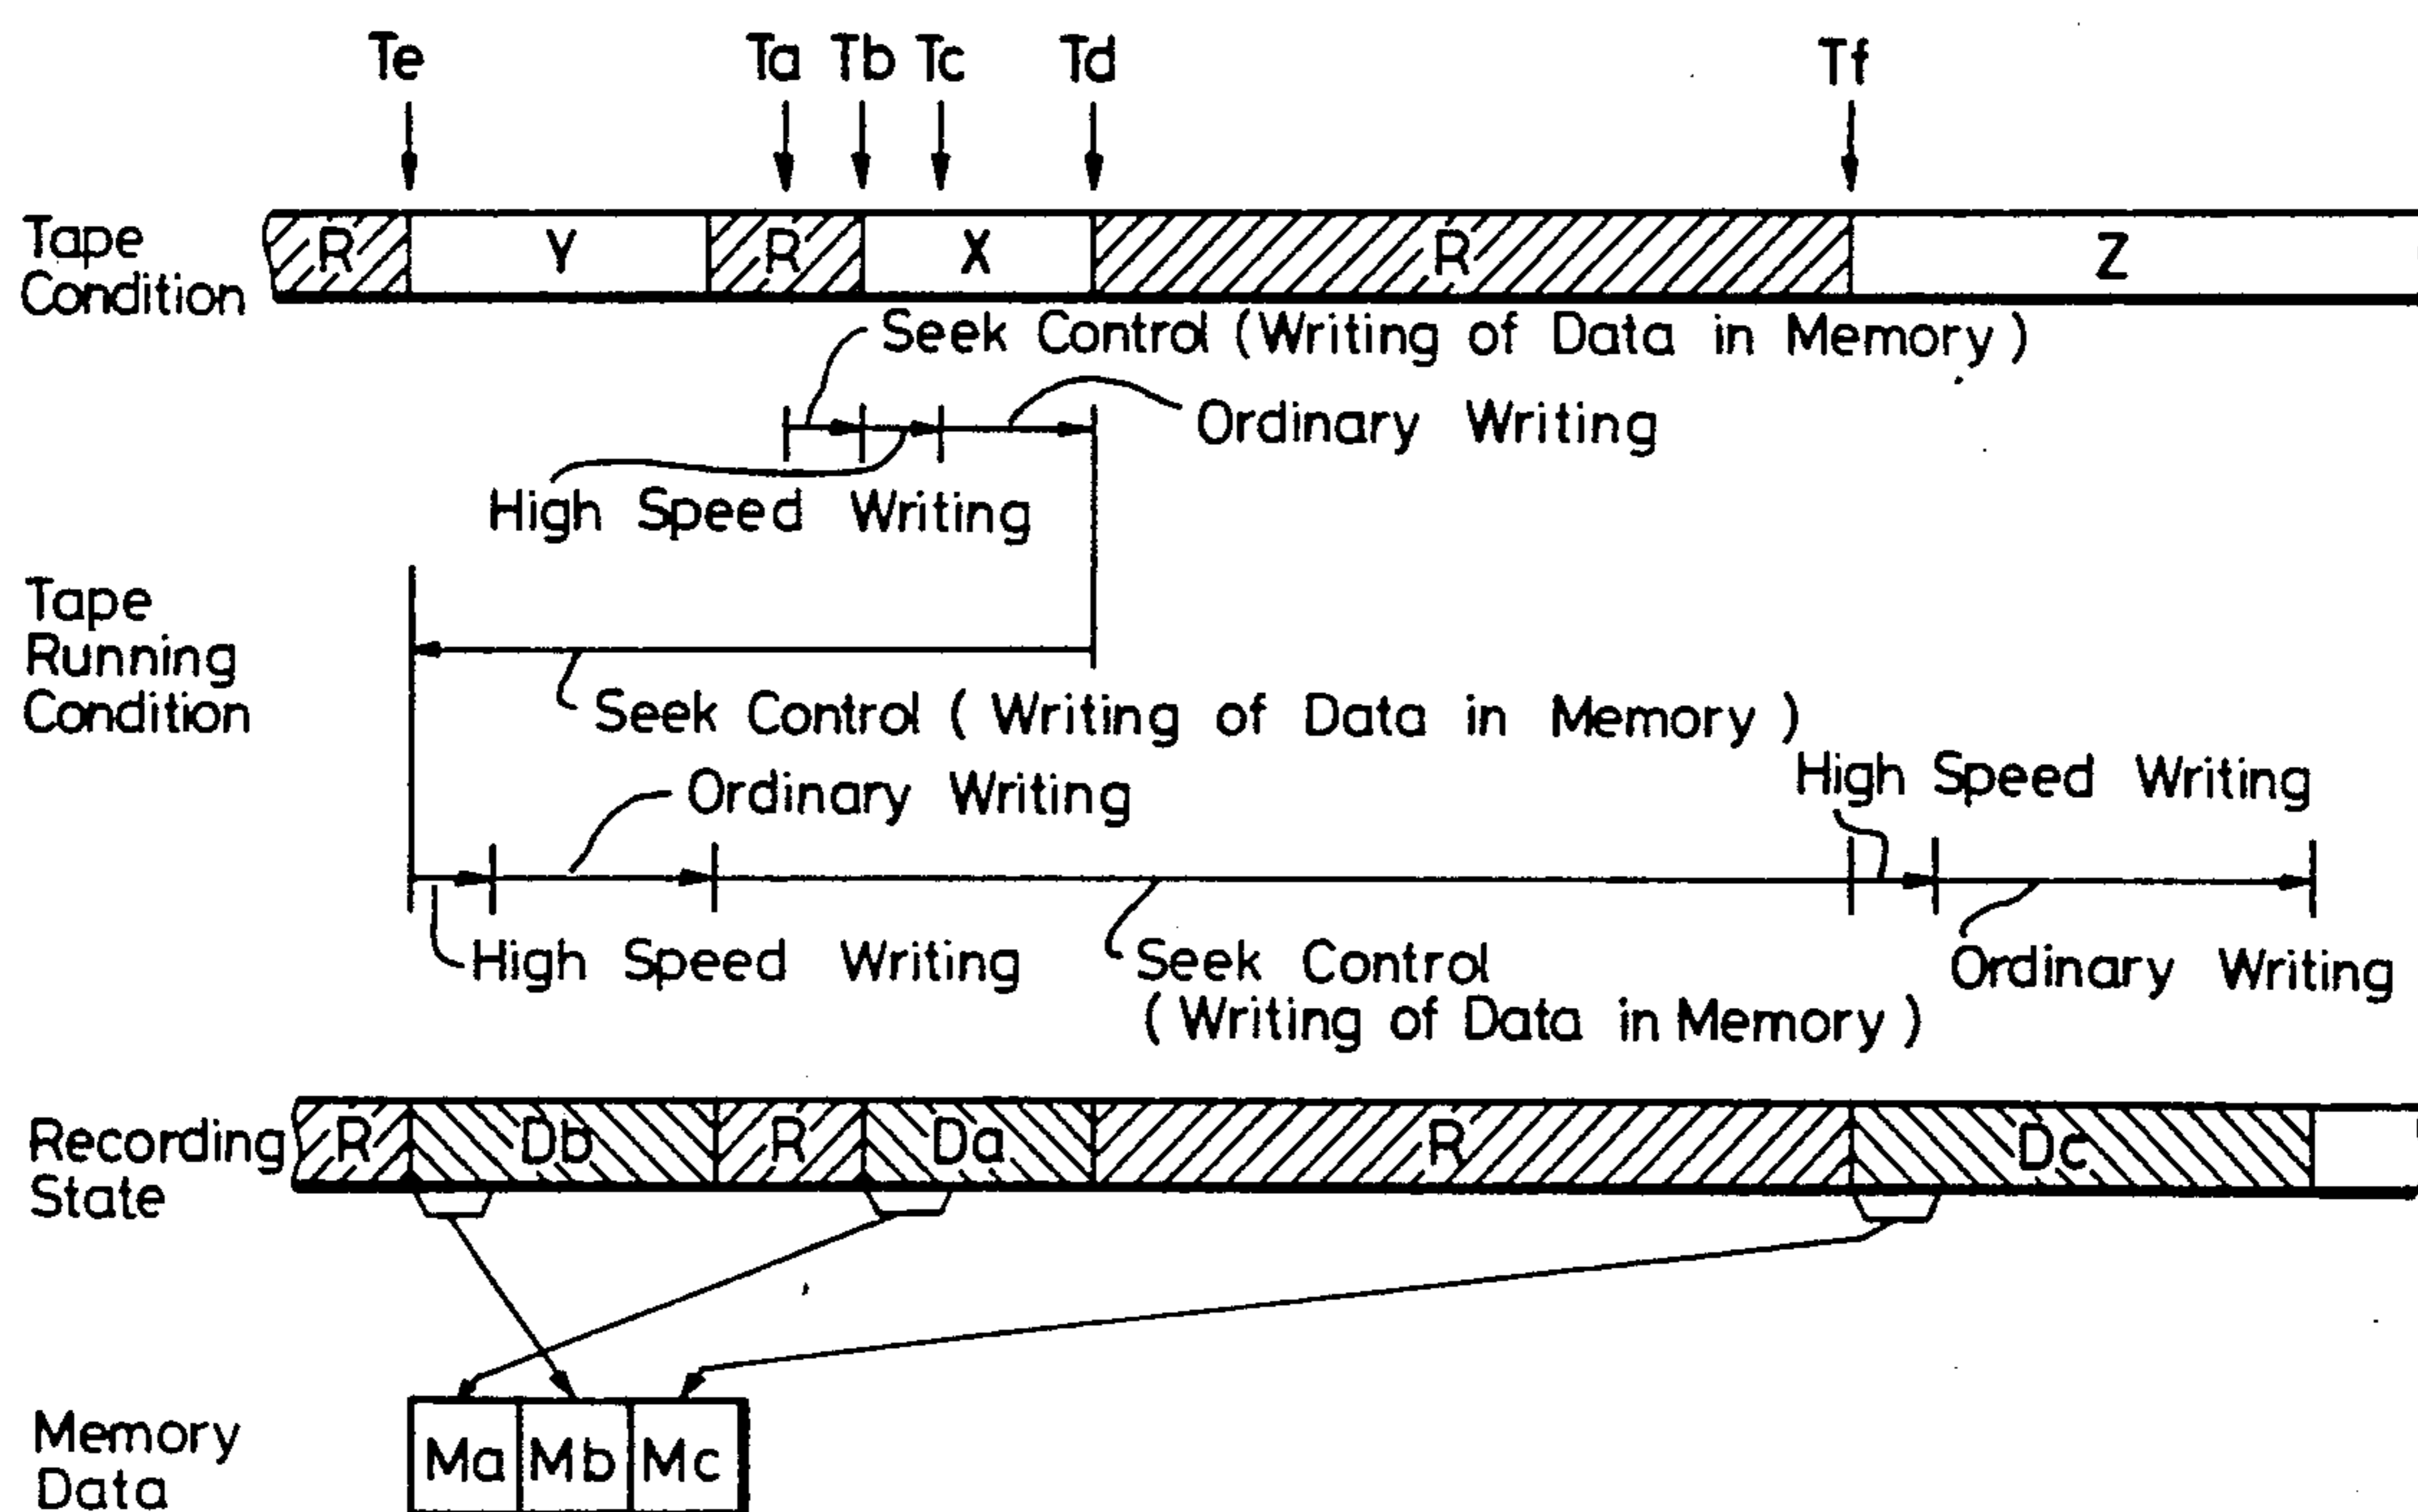 Te Ta Tb Tc Td Tf
Tape
Condition
R Y R X R Z
Seek Control (Writing of Data in Memory)
Ordinary Writing
High Speed Writing
Tape
Running
Condition
Seek Control (Writing of Data in Memory)
High Speed Writing
Ordinary Writing
High Speed Writing
Seek Control
(Writing of Data in Memory)
Ordinary Writing
Recording
State
R Db R Da R Dc
Memory
Data
Ma Mb Mc